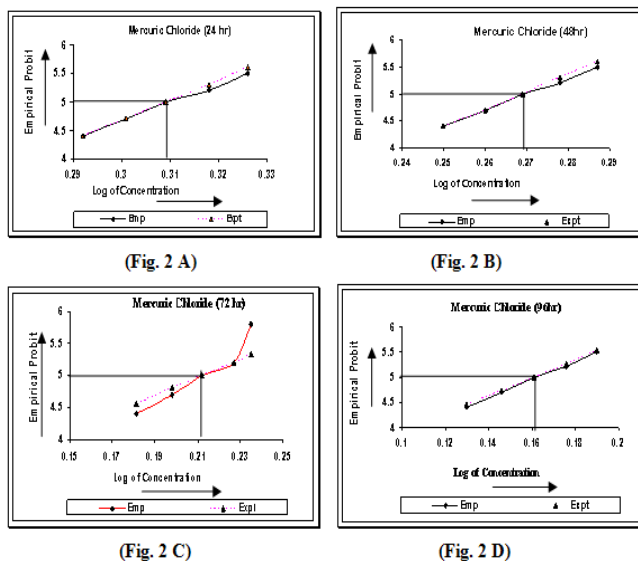 Mercuric Chloride (24 hr)
Empirical Probit
6
5.5
5
4.5
4
0.29 0.3 0.31 0.32 0.33
Log of Concentration
Emp Expt
(Fig. 2 A)
Mercuric Chloride (48hr)
Empirical Probit
6
5.5
5
4.5
4
0.24 0.25 0.26 0.27 0.28 0.29
Log of Concentration
Emp Expt
(Fig. 2 B)
Mercuric Chloride (72 hr)
Empirical Probit
6
5.5
5
4.5
4
0.15 0.17 0.19 0.21 0.23 0.25
Log of Concentration
Emp Expt
(Fig. 2 C)
Mercuric Chloride (96hr)
Empirical Probit
6
5.5
5
4.5
4
0.1 0.12 0.14 0.16 0.18 0.2
Log of Concentration
Emp Expt
(Fig. 2 D)